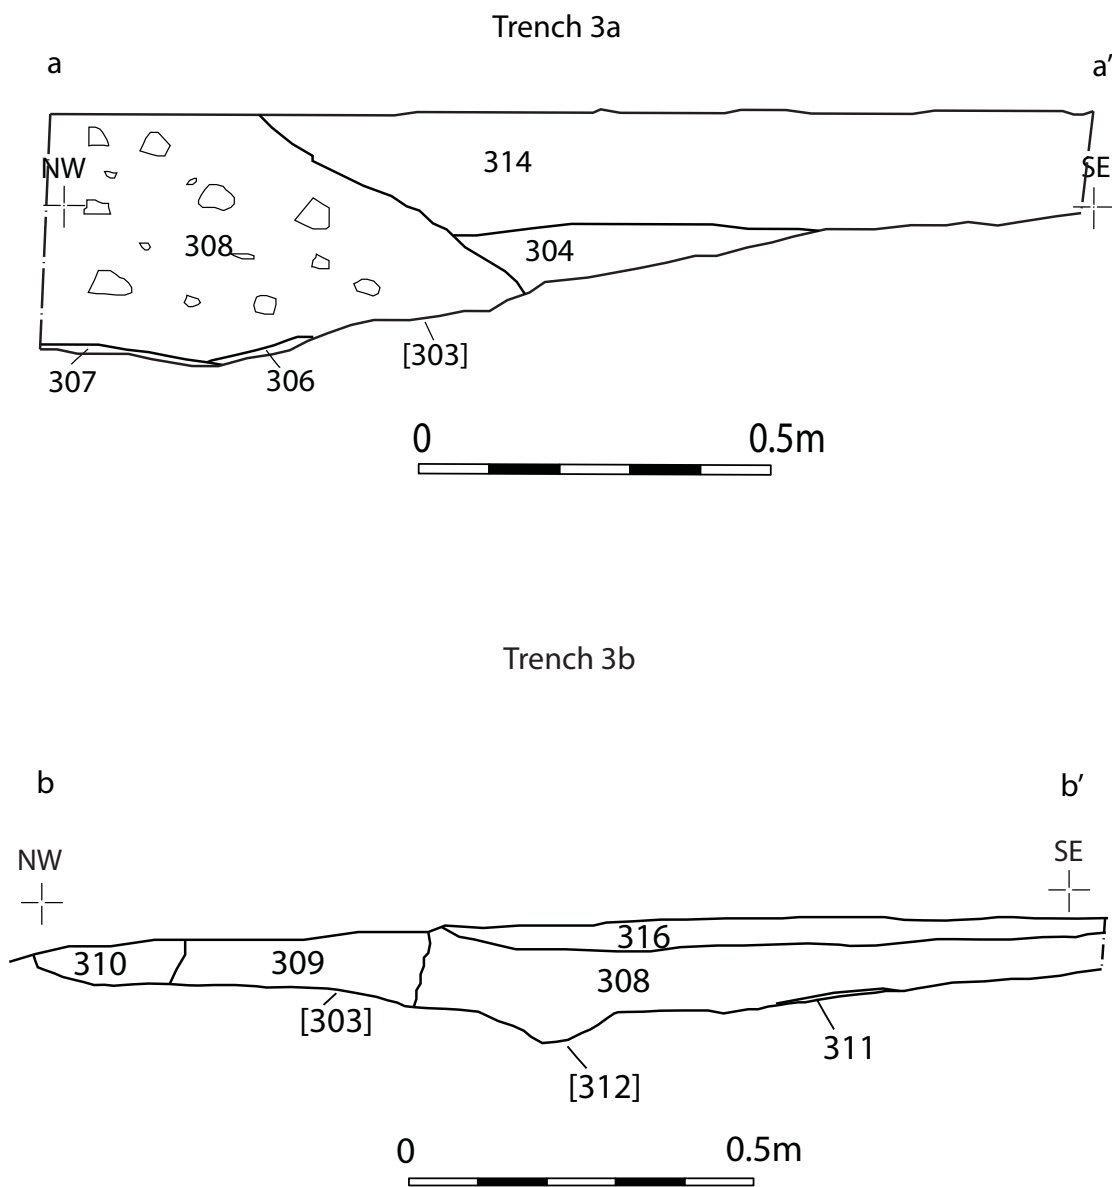 Trench 3a
a a’
NW SE
314
308 304
[303]
307 306
0 0.5m
Trench 3b
b b’
NW SE
316
310 309 308
[303] 311
[312]
0 0.5m